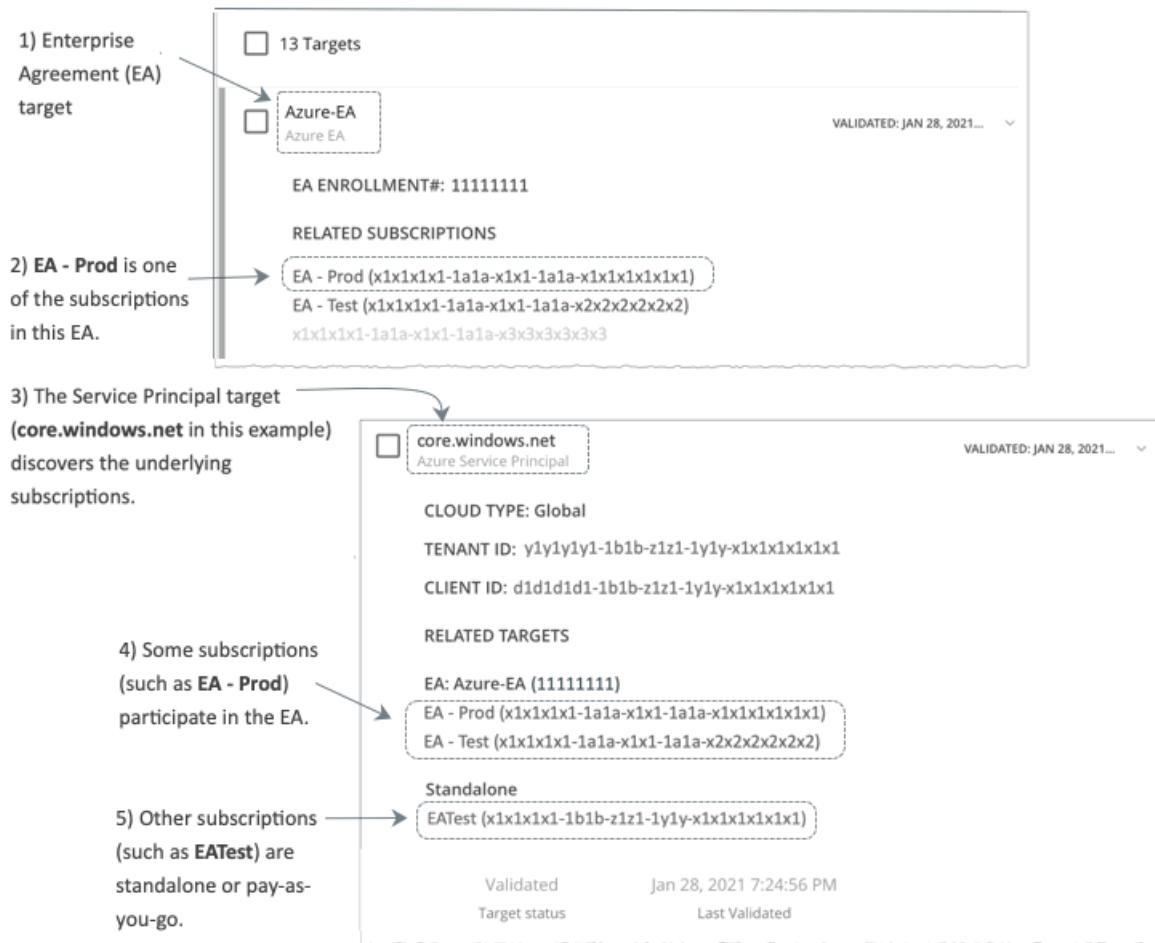 1) Enterprise
Agreement (EA)
target
13 Targets
Azure-EA
Azure EA
VALIDATED: JAN 28, 2021...
EA ENROLLMENT#: 11111111
RELATED SUBSCRIPTIONS
2) EA - Prod is one
of the subscriptions
in this EA.
EA - Prod (x1x1x1x1-1a1a-x1x1-1a1a-x1x1x1x1x1x1)
EA - Test (x1x1x1x1-1a1a-x1x1-1a1a-x2x2x2x2x2x2)
x1x1x1x1-1a1a-x1x1-1a1a-x3x3x3x3x3x3
3) The Service Principal target
(core.windows.net in this example)
discovers the underlying
subscriptions.
core.windows.net
Azure Service Principal
VALIDATED: JAN 28, 2021...
CLOUD TYPE: Global
TENANT ID: y1y1y1y1-1b1b-z1z1-1y1y-x1x1x1x1x1x1
CLIENT ID: d1d1d1d1-1b1b-z1z1-1y1y-x1x1x1x1x1x1
RELATED TARGETS
4) Some subscriptions
(such as EA - Prod)
participate in the EA.
EA: Azure-EA (11111111)
EA - Prod (x1x1x1x1-1a1a-x1x1-1a1a-x1x1x1x1x1x1)
EA - Test (x1x1x1x1-1a1a-x1x1-1a1a-x2x2x2x2x2x2)
Standalone
EATest (x1x1x1x1-1b1b-z1z1-1y1y-x1x1x1x1x1x1)
5) Other subscriptions
(such as EATest) are
standalone or pay-as-
you-go.
Validated
Jan 28, 2021 7:24:56 PM
Target status
Last Validated